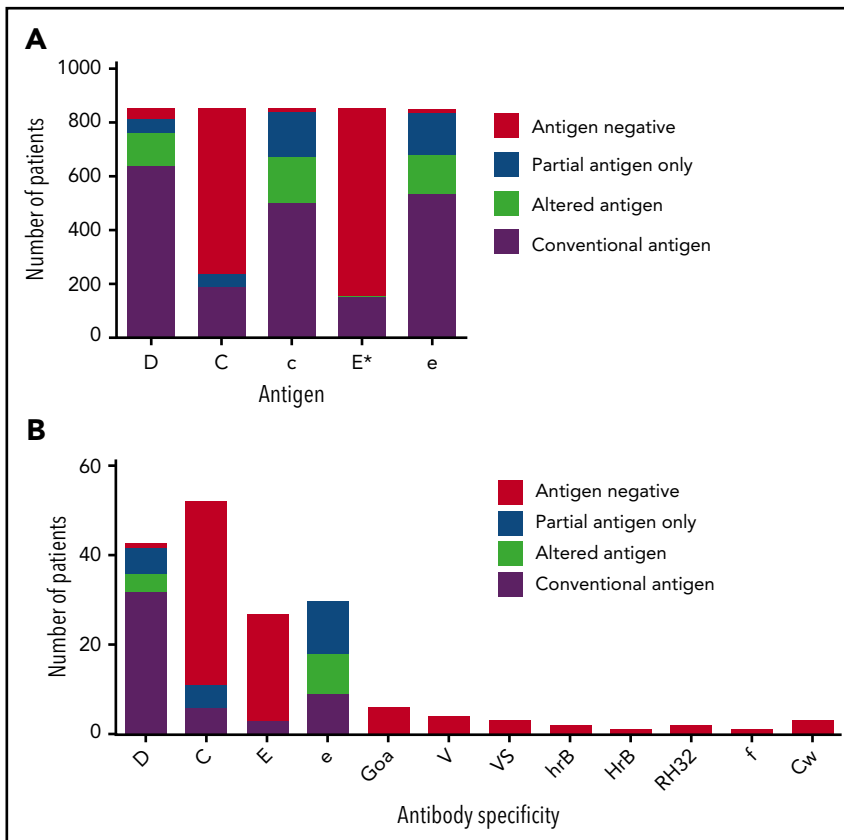 A
1000
800
600
400
200
0
Number of patients
D C c E* e
Antigen
Antigen negative
Partial antigen only
Altered antigen
Conventional antigen
B
60
40
20
0
Number of patients
D C E e Goa V VS hrB HrB RH32 f Cw
Antibody specificity
Antigen negative
Partial antigen only
Altered antigen
Conventional antigen